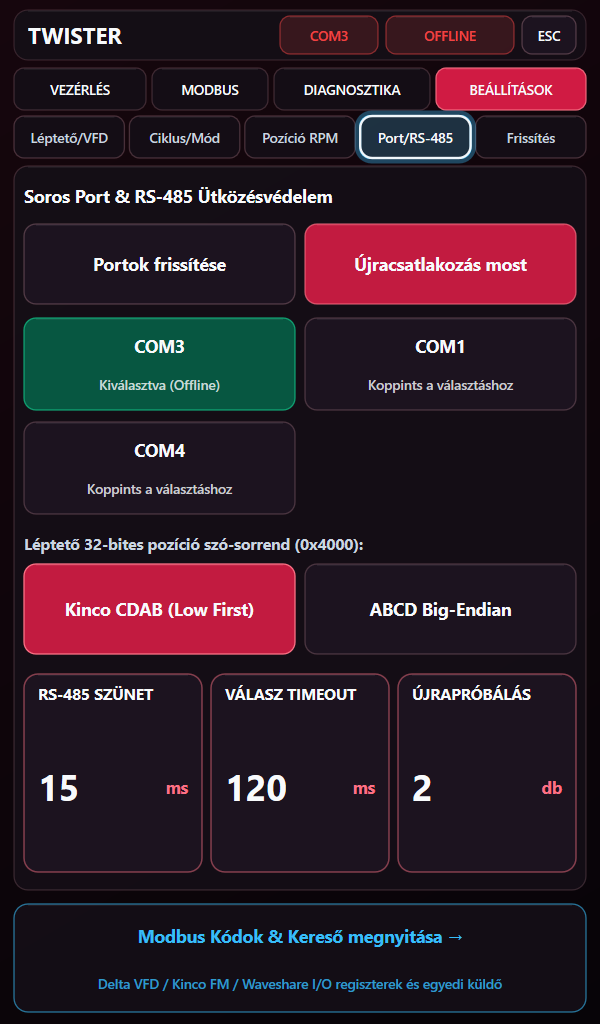 TWISTER COM3 OFFLINE ESC
VEZÉRLÉS MODBUS DIAGNOSZTIKA BEÁLLÍTÁSOK
Léptető/VFD Ciklus/Mód Pozíció RPM Port/RS-485 Frissítés
Soros Port & RS-485 Ütközésvédelem
Portok frissítése Újracsatlakozás most
COM3 COM1
Kiválasztva (Offline) Koppints a választáshoz
COM4
Koppints a választáshoz
Léptető 32-bites pozíció szó-sorrend (0x4000):
Kinco CDAB (Low First) ABCD Big-Endian
RS-485 SZÜNET VÁLASZ TIMEOUT ÚJRAPRÓBÁLÁS
15 ms 120 ms 2 db
Modbus Kódok & Kereső megnyitása →
Delta VFD / Kinco FM / Waveshare I/O regiszterek és egyedi küldő